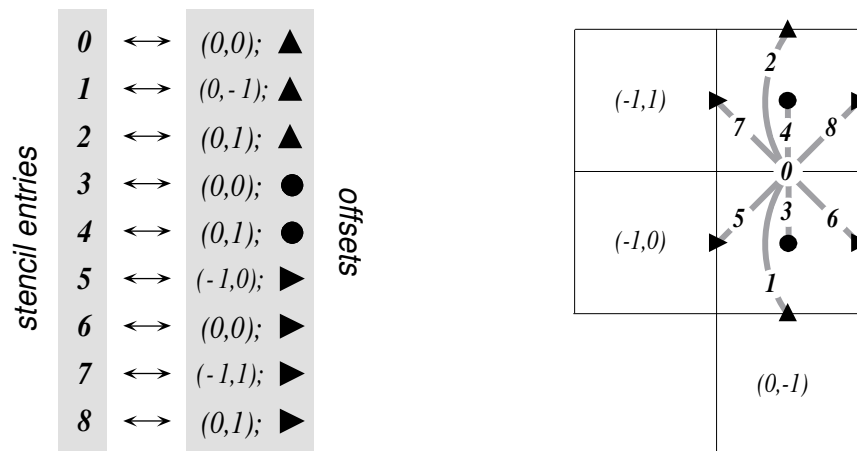 stencil entries
0 ↔ (0,0); ▲
1 ↔ (0,-1); ▲
2 ↔ (0,1); ▲
3 ↔ (0,0); ●
4 ↔ (0,1); ●
5 ↔ (-1,0); ►
6 ↔ (0,0); ►
7 ↔ (-1,1); ►
8 ↔ (0,1); ►
offsets
2
(-1,1)
7 4 8
0
(-1,0)
5 3 6
1
(0,-1)